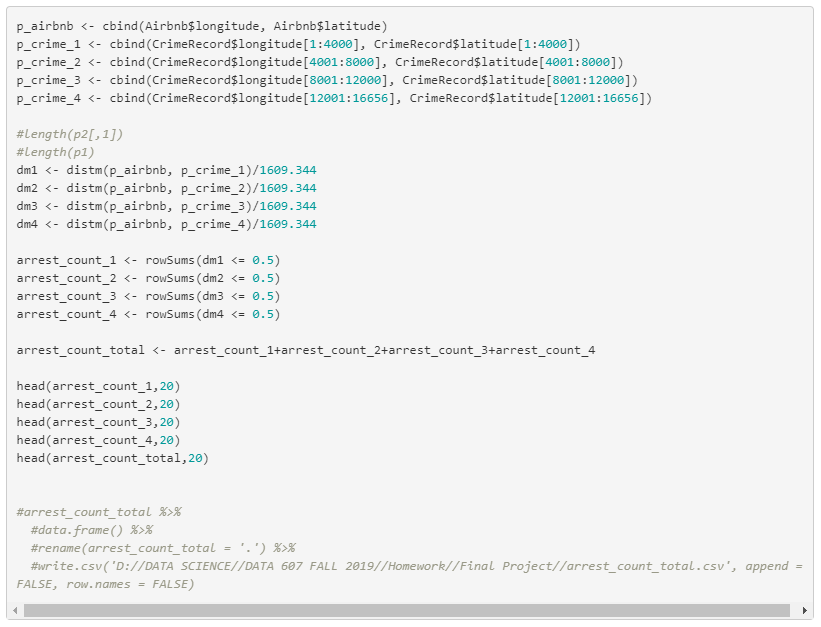 p_airbnb <- cbind(Airbnb$longitude, Airbnb$latitude)
p_crime_1 <- cbind(CrimeRecord$longitude[1:4000], CrimeRecord$latitude[1:4000])
p_crime_2 <- cbind(CrimeRecord$longitude[4001:8000], CrimeRecord$latitude[4001:8000])
p_crime_3 <- cbind(CrimeRecord$longitude[8001:12000], CrimeRecord$latitude[8001:12000])
p_crime_4 <- cbind(CrimeRecord$longitude[12001:16656], CrimeRecord$latitude[12001:16656])
#length(p2[,1])
#length(p1)
dm1 <- distm(p_airbnb, p_crime_1)/1609.344
dm2 <- distm(p_airbnb, p_crime_2)/1609.344
dm3 <- distm(p_airbnb, p_crime_3)/1609.344
dm4 <- distm(p_airbnb, p_crime_4)/1609.344
arrest_count_1 <- rowSums(dm1 <= 0.5)
arrest_count_2 <- rowSums(dm2 <= 0.5)
arrest_count_3 <- rowSums(dm3 <= 0.5)
arrest_count_4 <- rowSums(dm4 <= 0.5)
arrest_count_total <- arrest_count_1+arrest_count_2+arrest_count_3+arrest_count_4
head(arrest_count_1,20)
head(arrest_count_2,20)
head(arrest_count_3,20)
head(arrest_count_4,20)
head(arrest_count_total,20)
#arrest_count_total %>%
#data.frame() %>%
#rename(arrest_count_total = '.') %>%
#write.csv('D://DATA SCIENCE//DATA 607 FALL 2019//Homework//Final Project//arrest_count_total.csv', append =
FALSE, row.names = FALSE)